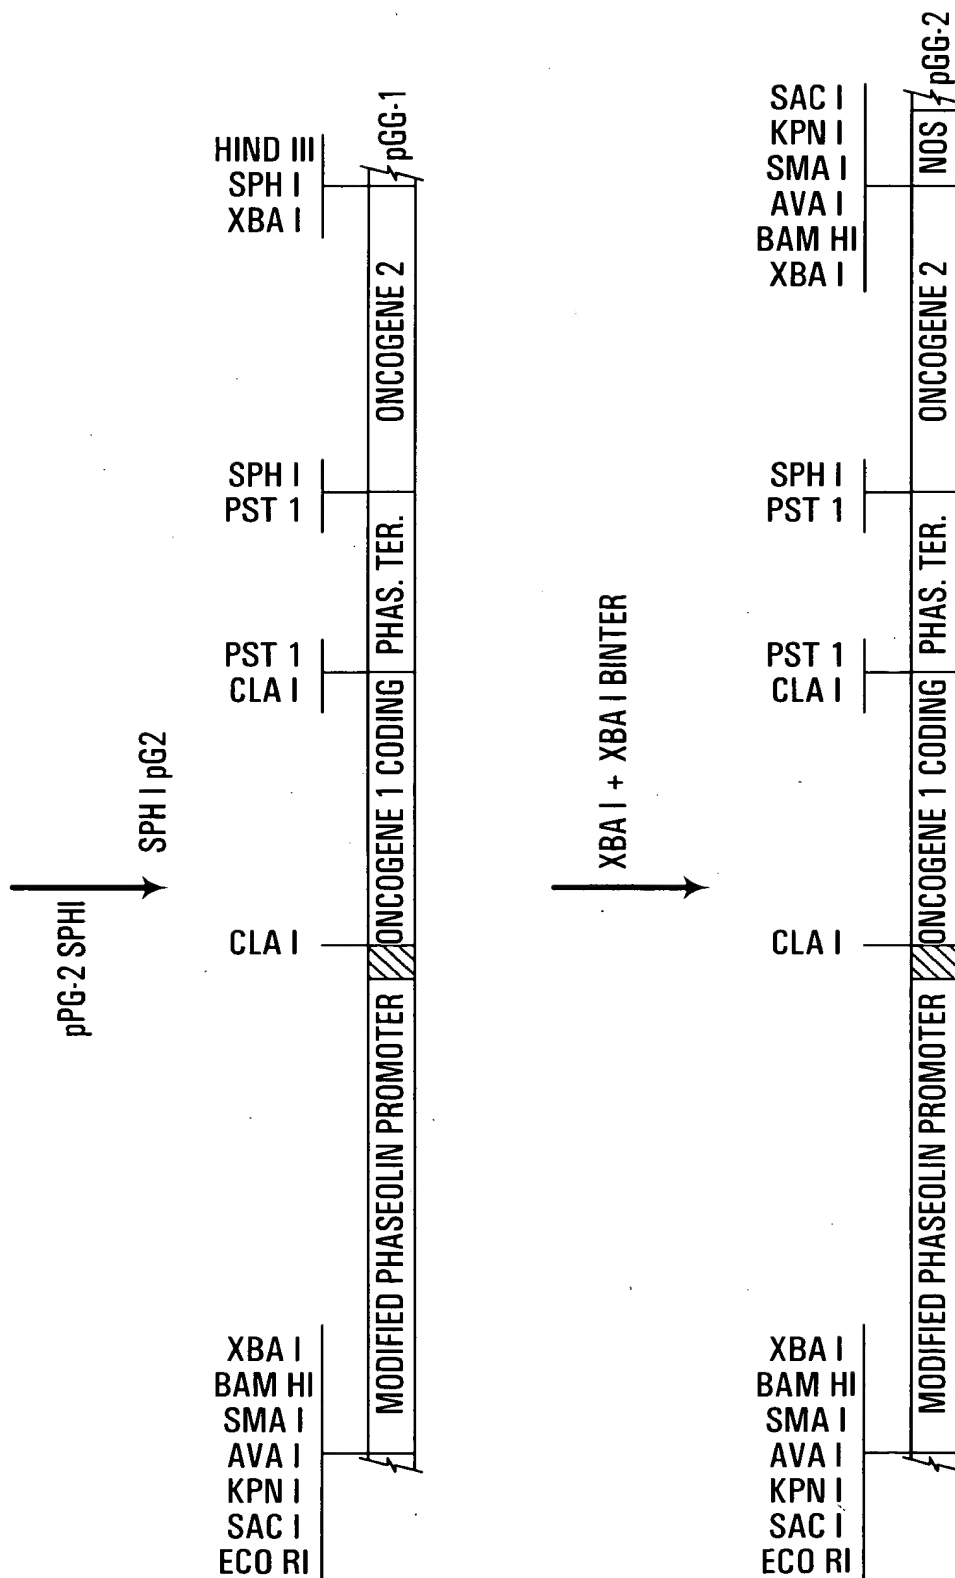 pPG-2 SPHI
SPH I pG2
HIND III
SPH I
XBA I
SPH I
PST 1
PST 1
CLA I
CLA I
XBA I
BAM HI
SMA I
AVA I
KPN I
SAC I
ECO RI
MODIFIED PHASEOLIN PROMOTER
ONCOGENE 1 CODING
PHAS. TER.
ONCOGENE 2
pGG-1
XBA I + XBA I BINTER
SAC I
KPN I
SMA I
AVA I
BAM HI
XBA I
SPH I
PST 1
PST 1
CLA I
CLA I
XBA I
BAM HI
SMA I
AVA I
KPN I
SAC I
ECO RI
MODIFIED PHASEOLIN PROMOTER
ONCOGENE 1 CODING
PHAS. TER.
ONCOGENE 2
NOS
pGG-2